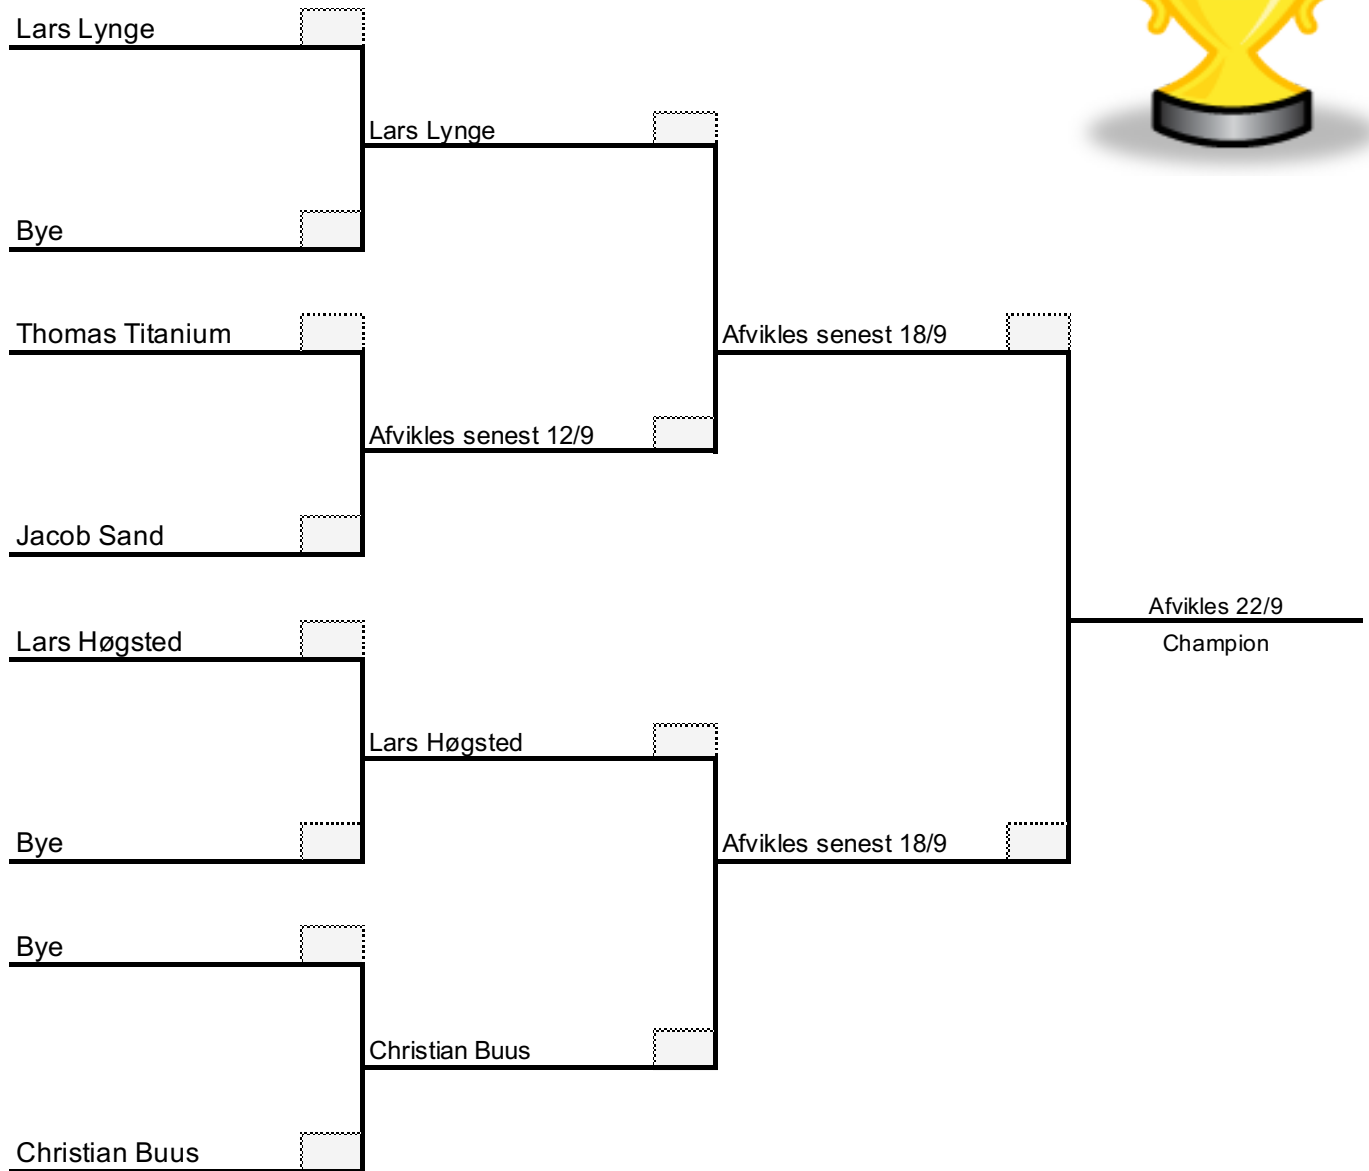 Lars Lynge
Bye
Thomas Titanium
Jacob Sand
Lars Høgsted
Bye
Bye
Christian Buus
Lars Lynge
Afvikles senest 12/9
Lars Høgsted
Christian Buus
Afvikles senest 18/9
Afvikles senest 18/9
Afvikles 22/9
Champion